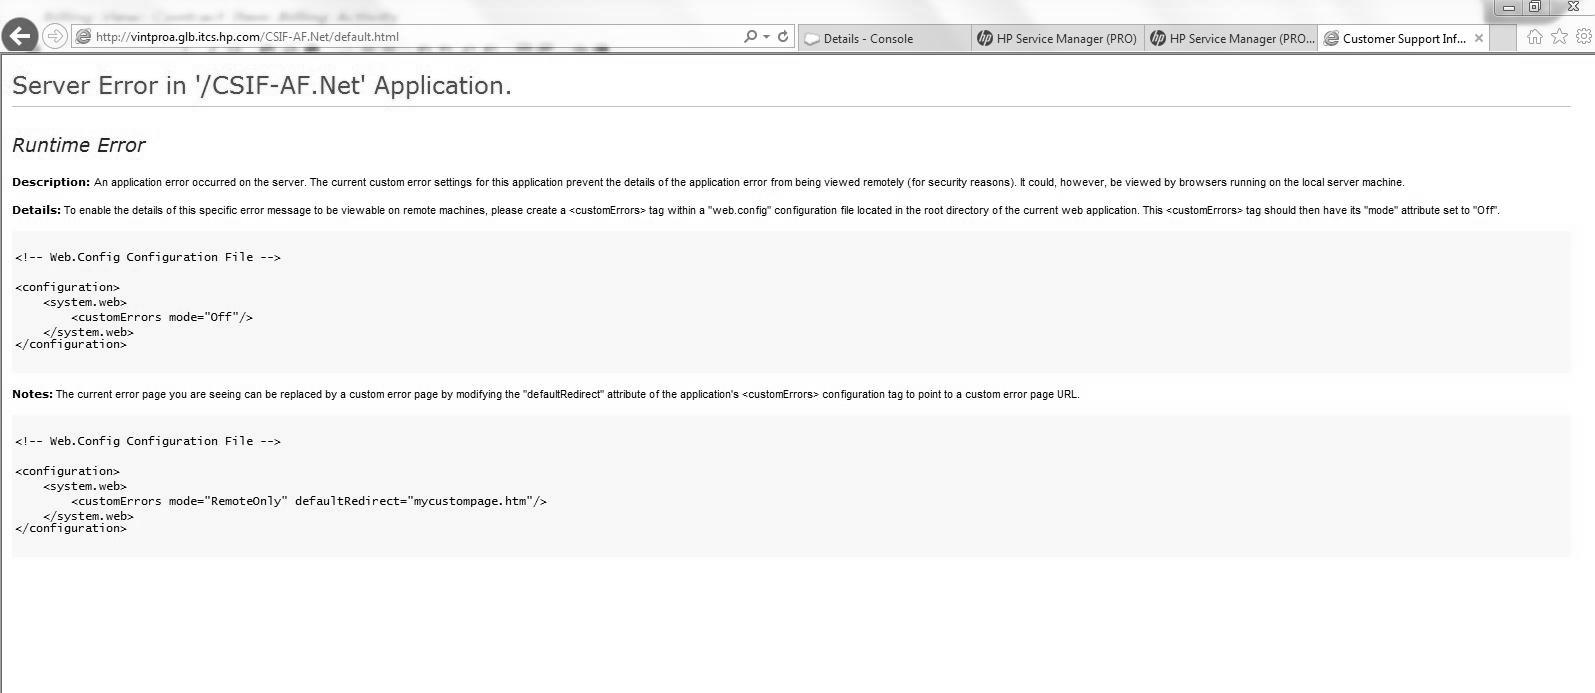 http://vintproa.glb.itcs.hp.com/CSIF-AF.Net/default.html
Details - Console
HP Service Manager (PRO)
HP Service Manager (PRO...
Customer Support Inf...
Server Error in '/CSIF-AF.Net' Application.
Runtime Error
Description: An application error occurred on the server. The current custom error settings for this application prevent the details of the application error from being viewed remotely (for security reasons). It could, however, be viewed by browsers running on the local server machine.
Details: To enable the details of this specific error message to be viewable on remote machines, please create a <customErrors> tag within a "web.config" configuration file located in the root directory of the current web application. This <customErrors> tag should then have its "mode" attribute set to "Off".
<!-- Web.Config Configuration File -->
<configuration>
    <system.web>
        <customErrors mode="Off"/>
    </system.web>
</configuration>
Notes: The current error page you are seeing can be replaced by a custom error page by modifying the "defaultRedirect" attribute of the application's <customErrors> configuration tag to point to a custom error page URL.
<!-- Web.Config Configuration File -->
<configuration>
    <system.web>
        <customErrors mode="RemoteOnly" defaultRedirect="mycustompage.htm"/>
    </system.web>
</configuration>